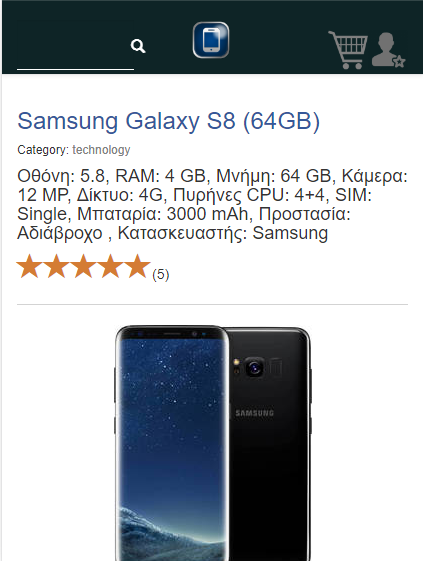 Samsung Galaxy S8 (64GB)
Category: technology
Οθόνη: 5.8, RAM: 4 GB, Μνήμη: 64 GB, Κάμερα:
12 MP, Δίκτυο: 4G, Πυρήνες CPU: 4+4, SIM:
Single, Μπαταρία: 3000 mAh, Προστασία:
Αδιάβροχο , Κατασκευαστής: Samsung
(5)
SAMSUNG